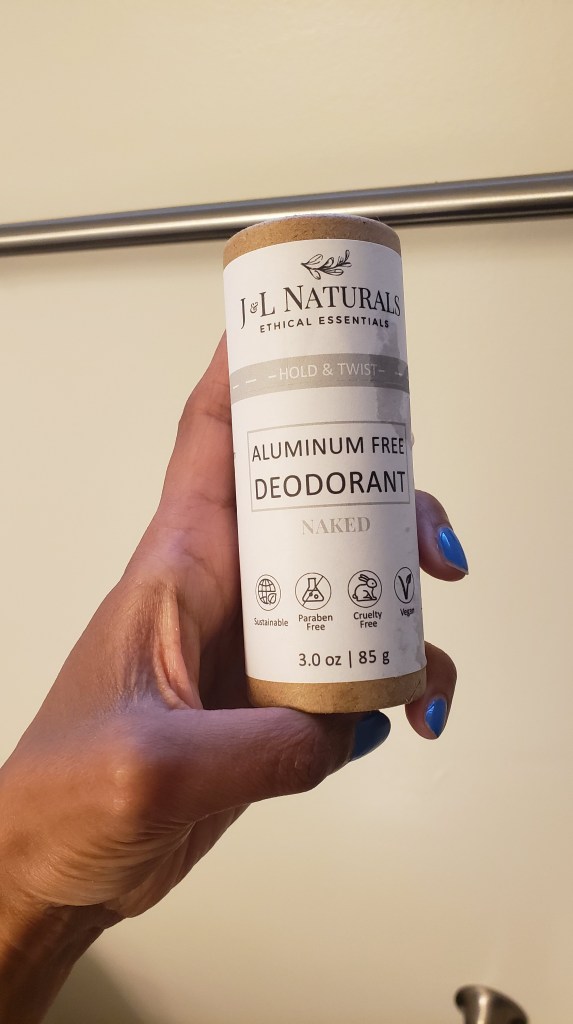 J & L NATURALS
ETHICAL ESSENTIALS
HOLD & TWIST
ALUMINUM FREE
DEODORANT
NAKED
Sustainable
Paraben Free
Cruelty Free
Vegan
3.0 oz | 85 g